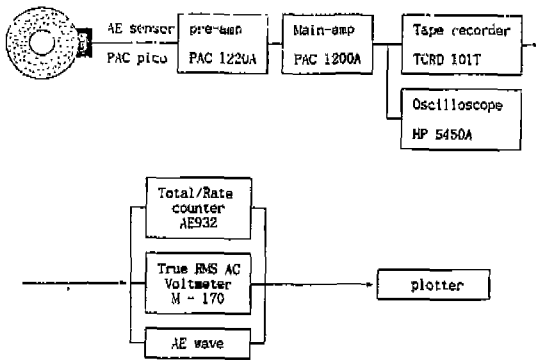 AE sensor
PAC pico
pre-amp
PAC 1220A
Main-amp
PAC 1200A
Tape recorder
TCRD 101T
Oscilloscope
HP 5450A
Total/Rate
counter
AE932
True RMS AC
Voltmeter
M - 170
AE wave
plotter